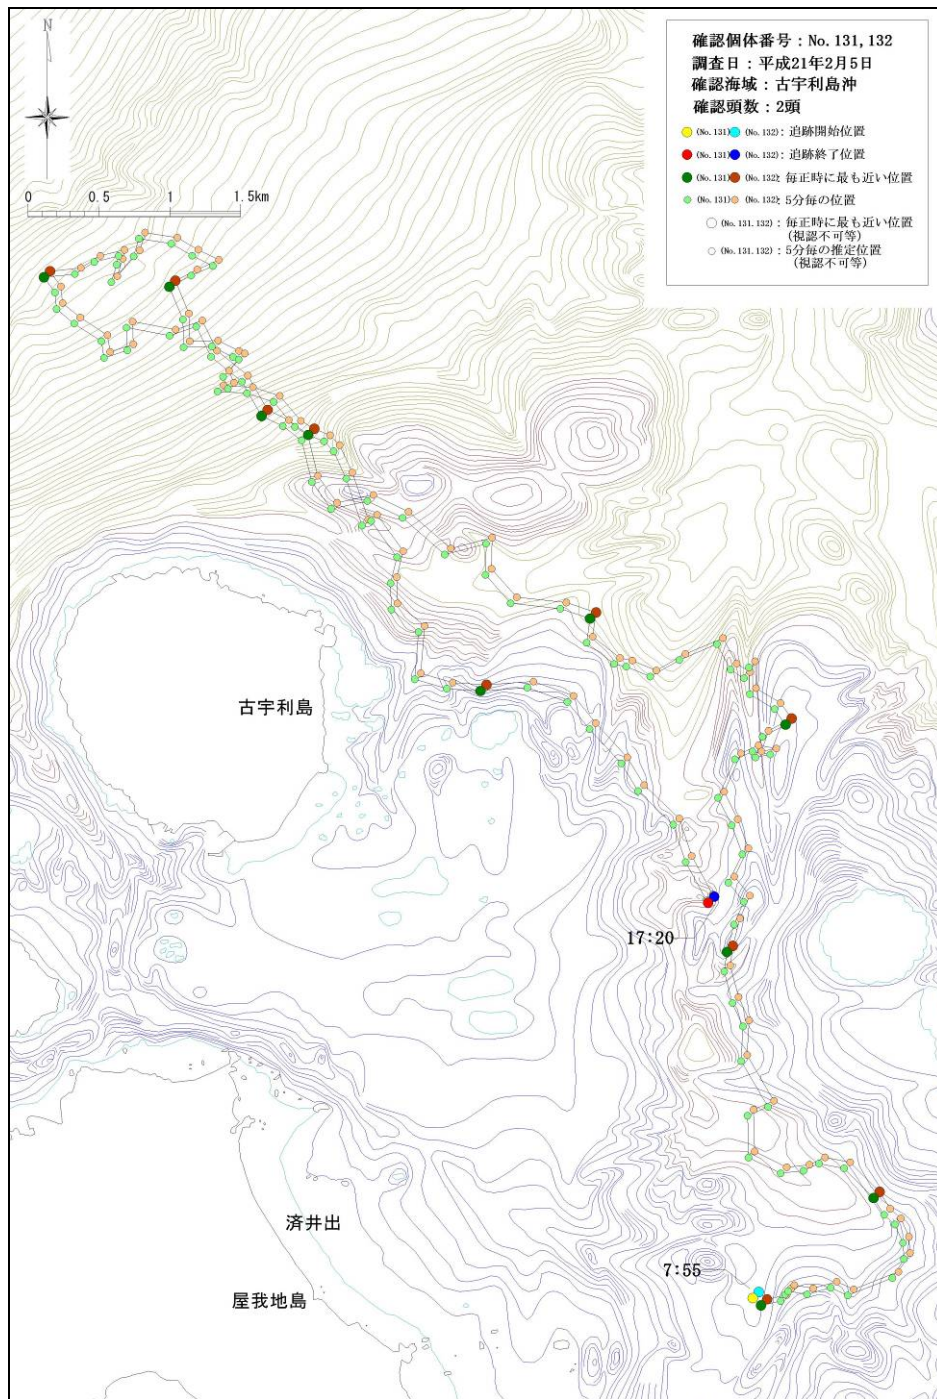 N
0 0.5 1 1.5km
確認個体番号：No. 131, 132
調査日：平成21年2月5日
確認海域：古宇利島沖
確認頭数：2頭
(No. 131) (No. 132)：追跡開始位置
(No. 131) (No. 132)：追跡終了位置
(No. 131) (No. 132)：毎正時に最も近い位置
(No. 131) (No. 132)：5分毎の位置
(No. 131. 132)：毎正時に最も近い位置
(視認不可等)
(No. 131. 132)：5分毎の推定位置
(視認不可等)
古宇利島
17:20
済井出
7:55
屋我地島